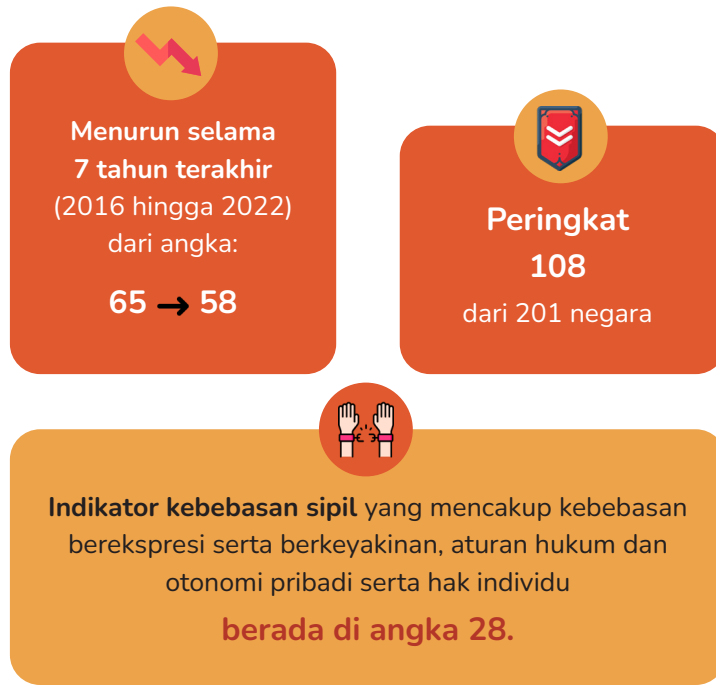 Menurun selama
7 tahun terakhir
(2016 hingga 2022)
dari angka:
65 → 58
Peringkat
108
dari 201 negara
Indikator kebebasan sipil yang mencakup kebebasan
berekspresi serta berkeyakinan, aturan hukum dan
otonomi pribadi serta hak individu
berada di angka 28.